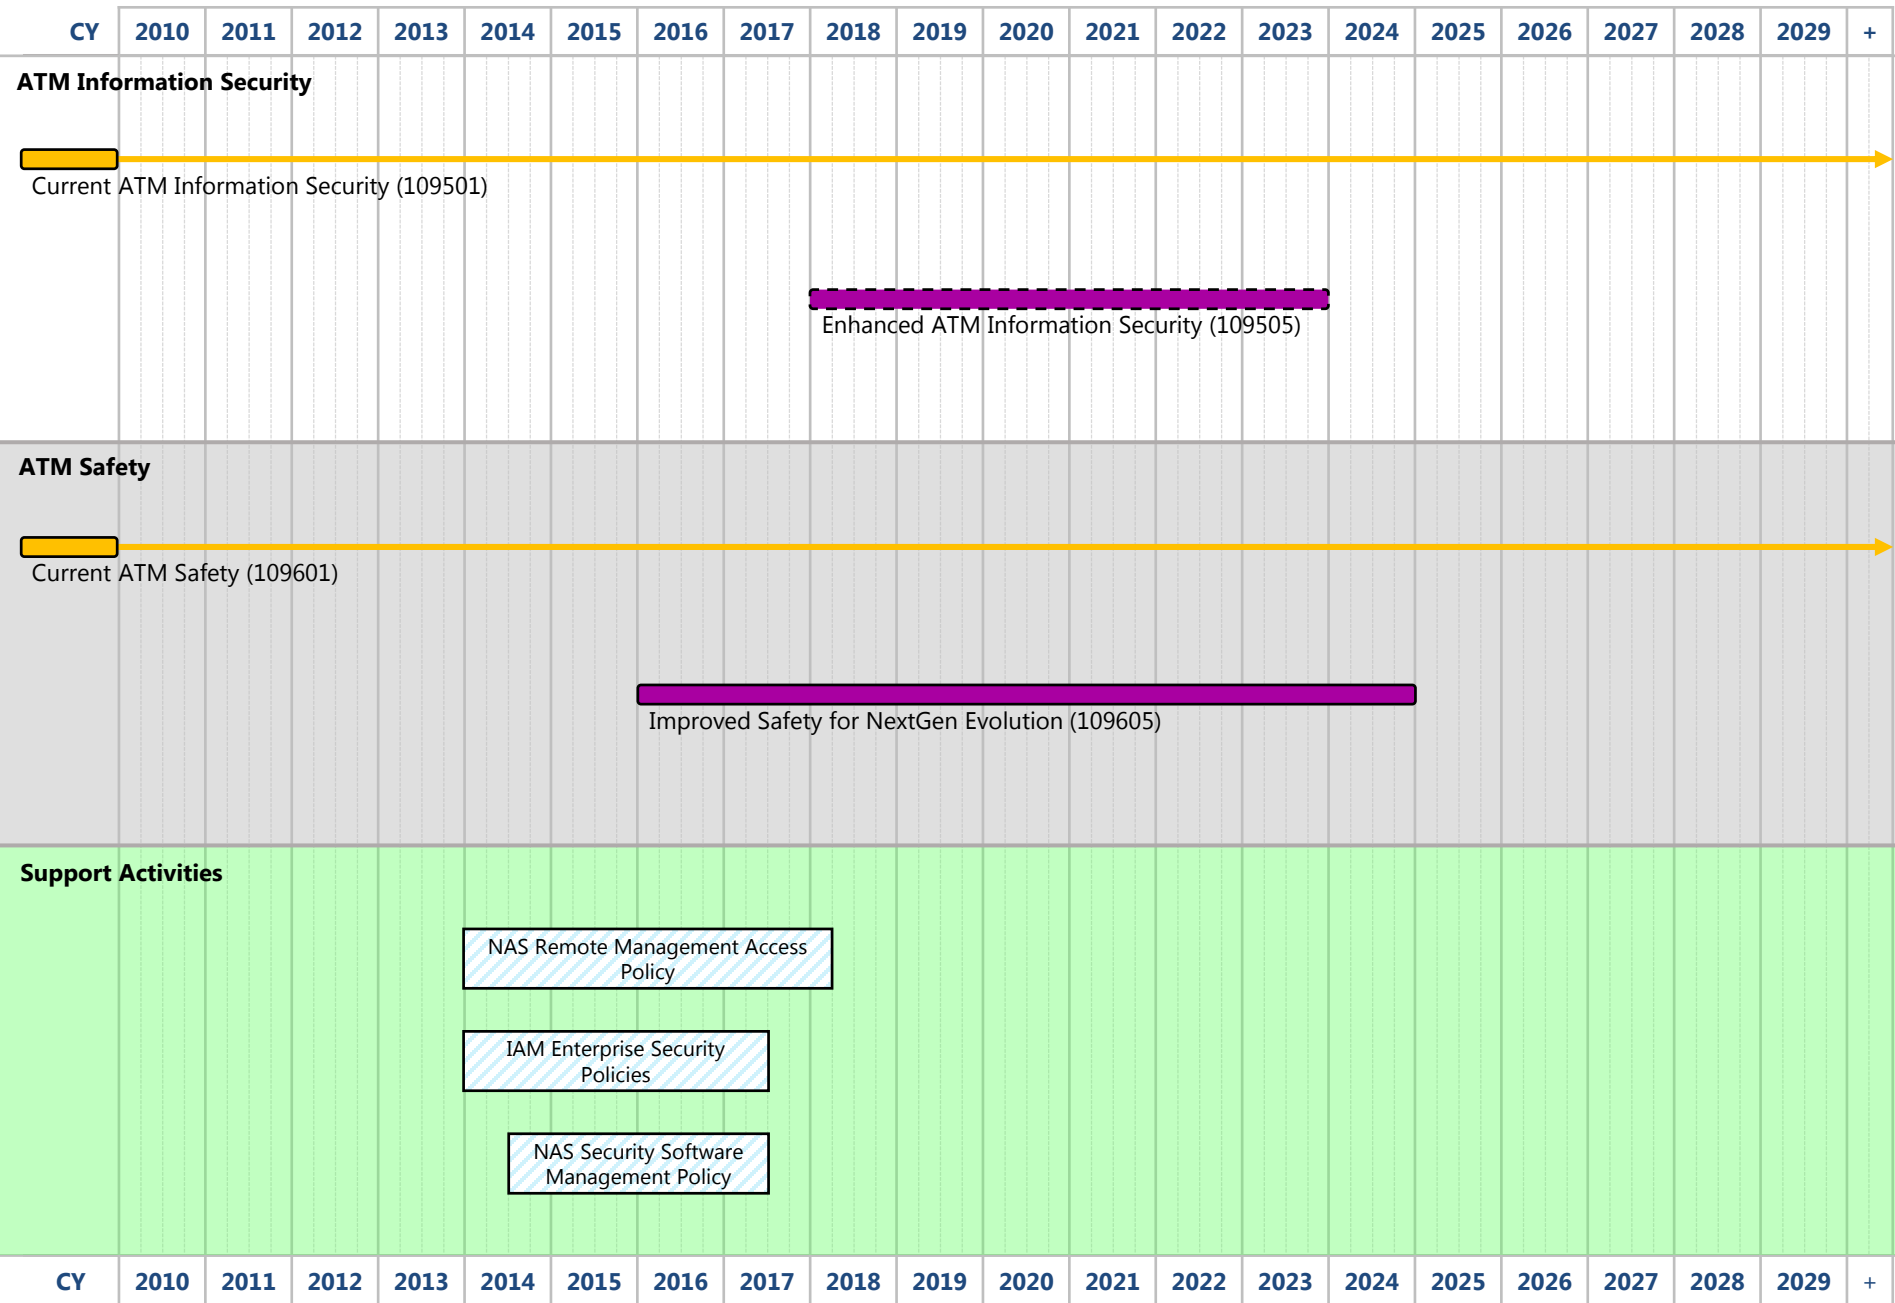 CY 2010 2011 2012 2013 2014 2015 2016 2017 2018 2019 2020 2021 2022 2023 2024 2025 2026 2027 2028 2029 +
ATM Information Security
Current ATM Information Security (109501)
Enhanced ATM Information Security (109505)
ATM Safety
Current ATM Safety (109601)
Improved Safety for NextGen Evolution (109605)
Support Activities
NAS Remote Management Access
Policy
IAM Enterprise Security
Policies
NAS Security Software
Management Policy
CY 2010 2011 2012 2013 2014 2015 2016 2017 2018 2019 2020 2021 2022 2023 2024 2025 2026 2027 2028 2029 +